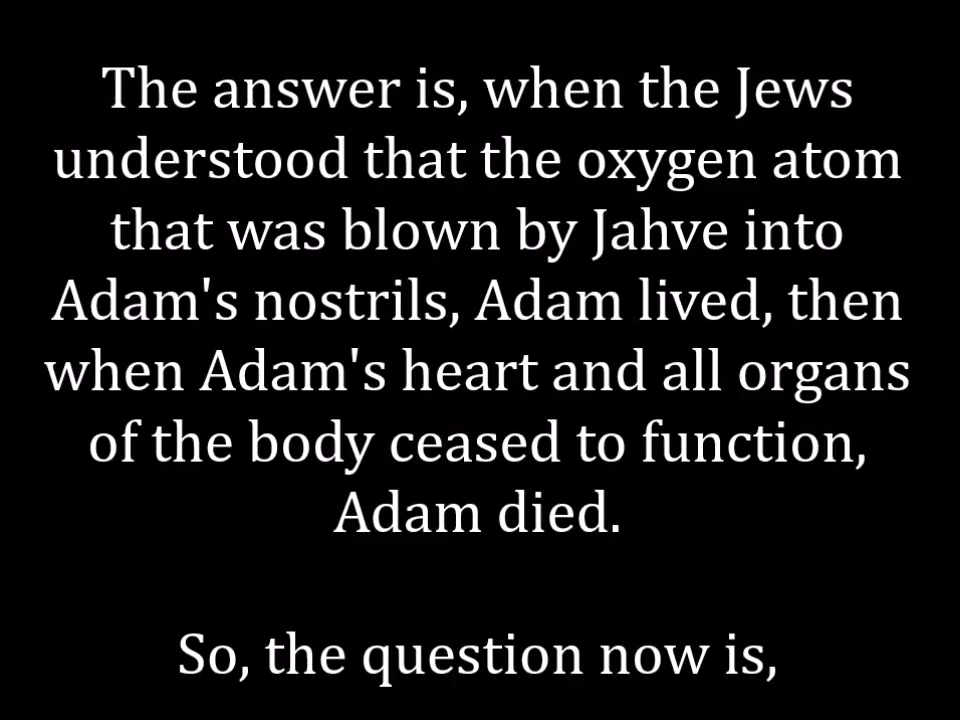 The answer is, when the Jews
understood that the oxygen atom
that was blown by Jahve into
Adam's nostrils, Adam lived, then
when Adam's heart and all organs
of the body ceased to function,
Adam died.
So, the question now is,